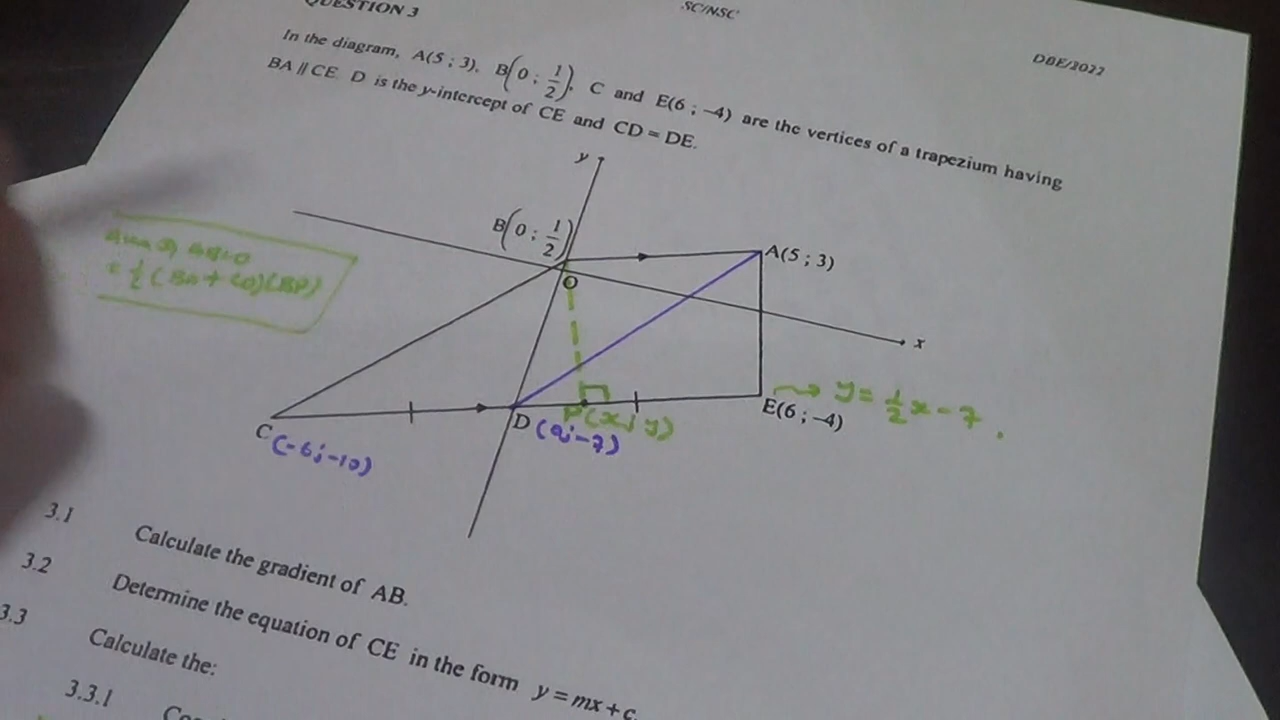 QUESTION 3
SC/NSC
DBE/2022
In the diagram, A(5 ; 3), B(0 ; 1/2), C and E(6 ; –4) are the vertices of a trapezium having
BA // CE. D is the y-intercept of CE and CD = DE.
y
B(0 ; 1/2)
A(5 ; 3)
= ½ (BA + CD)(BP)
O
x
y = ½x – 7.
P(x; y)
E(6 ; –4)
C
D (0; –7)
(–6; –10)
3.1 Calculate the gradient of AB.
3.2 Determine the equation of CE in the form y = mx + c.
3.3 Calculate the:
3.3.1